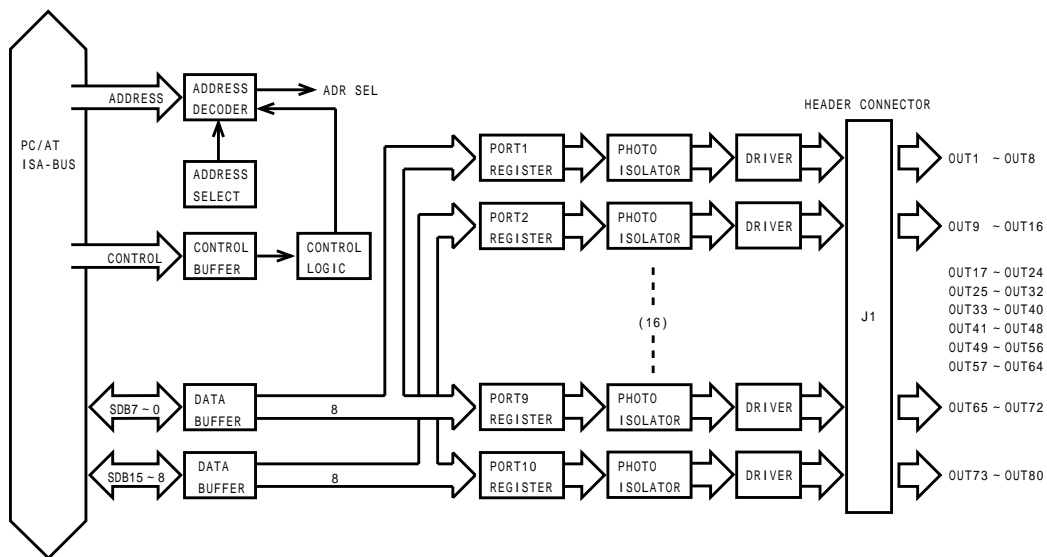 PC/AT
ISA-BUS
ADDRESS
ADDRESS
DECODER
ADR SEL
ADDRESS
SELECT
CONTROL
CONTROL
BUFFER
CONTROL
LOGIC
SDB7 ~ 0
DATA
BUFFER
8
SDB15 ~ 8
DATA
BUFFER
8
HEADER CONNECTOR
PORT1
REGISTER
PHOTO
ISOLATOR
DRIVER
OUT1 ~ OUT8
PORT2
REGISTER
PHOTO
ISOLATOR
DRIVER
OUT9 ~ OUT16
(16)
J1
OUT17 ~ OUT24
OUT25 ~ OUT32
OUT33 ~ OUT40
OUT41 ~ OUT48
OUT49 ~ OUT56
OUT57 ~ OUT64
PORT9
REGISTER
PHOTO
ISOLATOR
DRIVER
OUT65 ~ OUT72
PORT10
REGISTER
PHOTO
ISOLATOR
DRIVER
OUT73 ~ OUT80